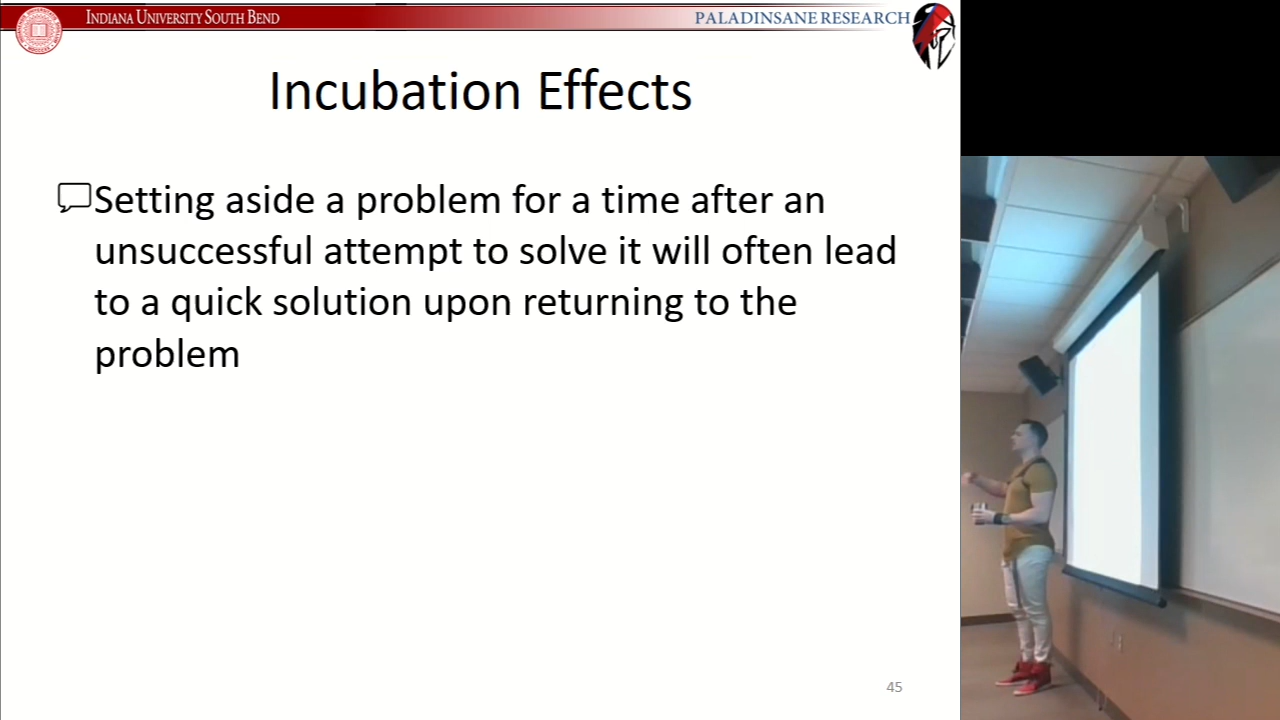 INDIANA UNIVERSITY SOUTH BEND
PALADINSANE RESEARCH
Incubation Effects
Setting aside a problem for a time after an
unsuccessful attempt to solve it will often lead
to a quick solution upon returning to the
problem
45